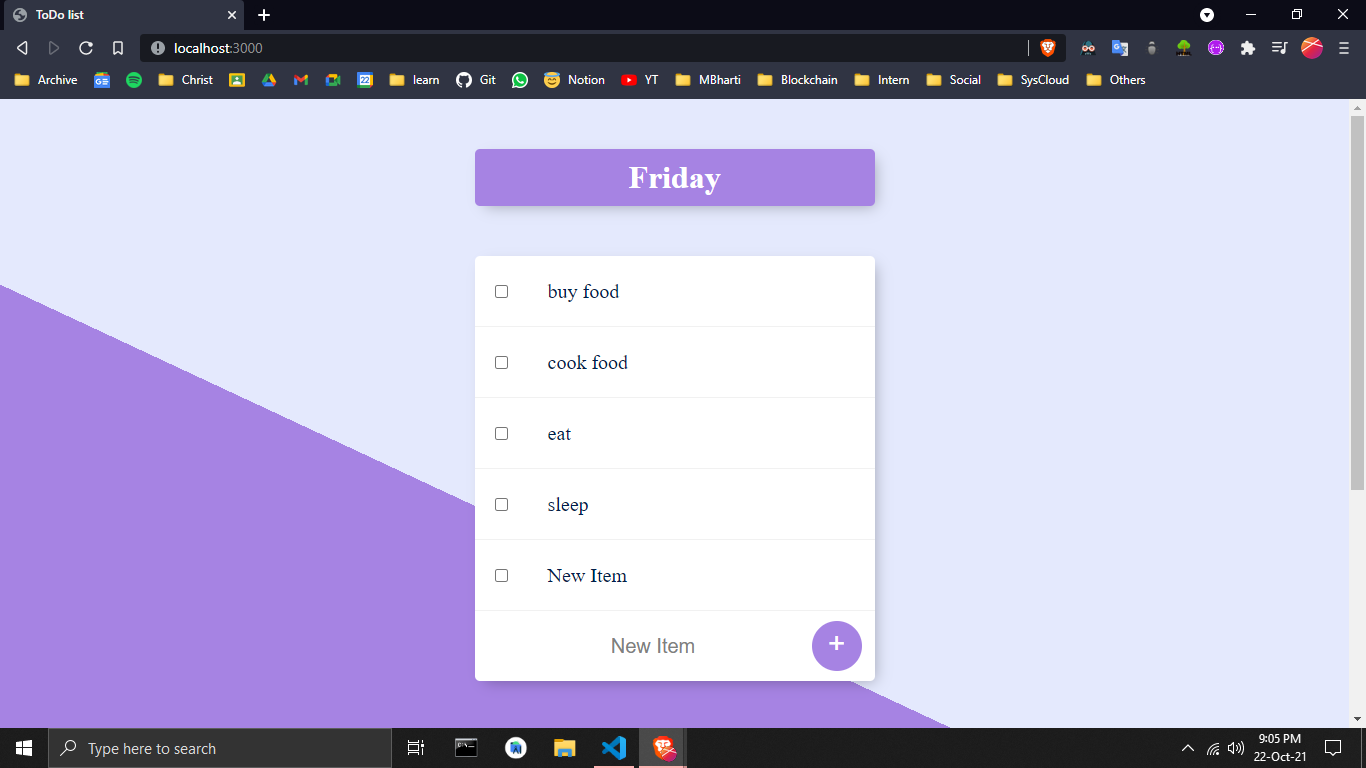 ToDo list
localhost:3000
Archive Christ learn Git Notion YT MBharti Blockchain Intern Social SysCloud Others
Friday
buy food
cook food
eat
sleep
New Item
New Item
+
Type here to search
9:05 PM
22-Oct-21